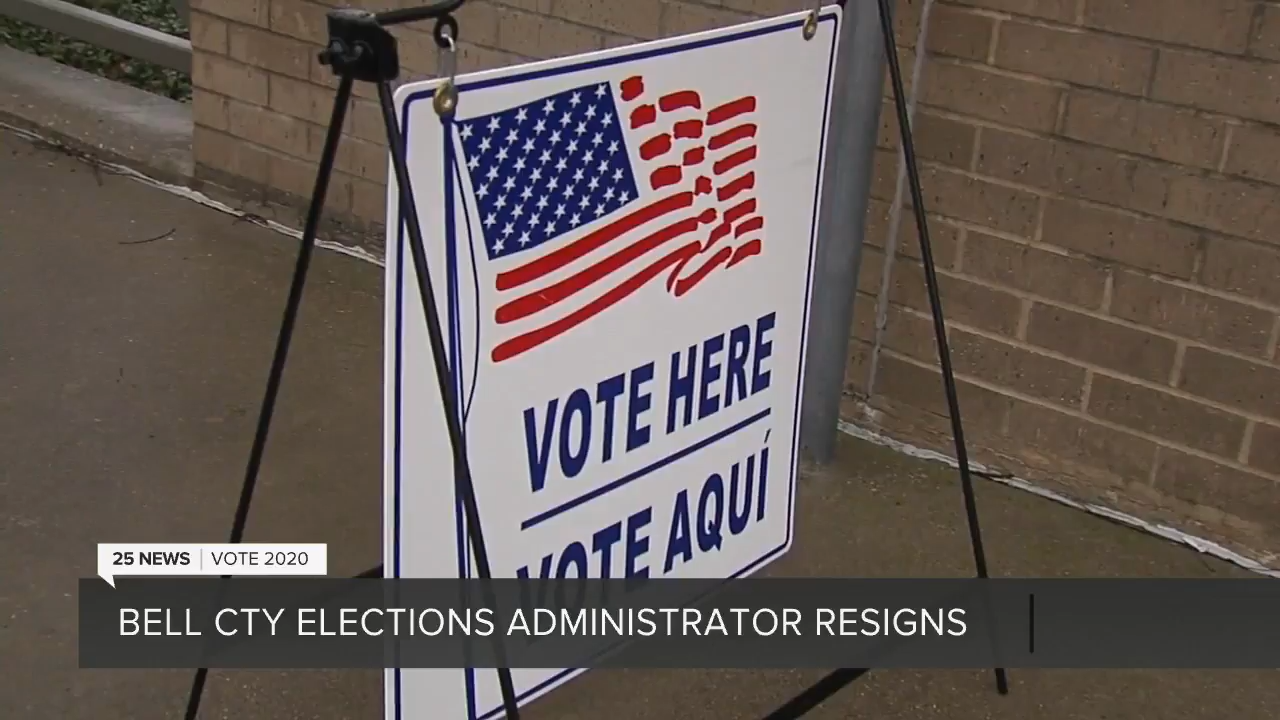 VOTE HERE
VOTE AQUÍ
25 NEWS | VOTE 2020
BELL CTY ELECTIONS ADMINISTRATOR RESIGNS